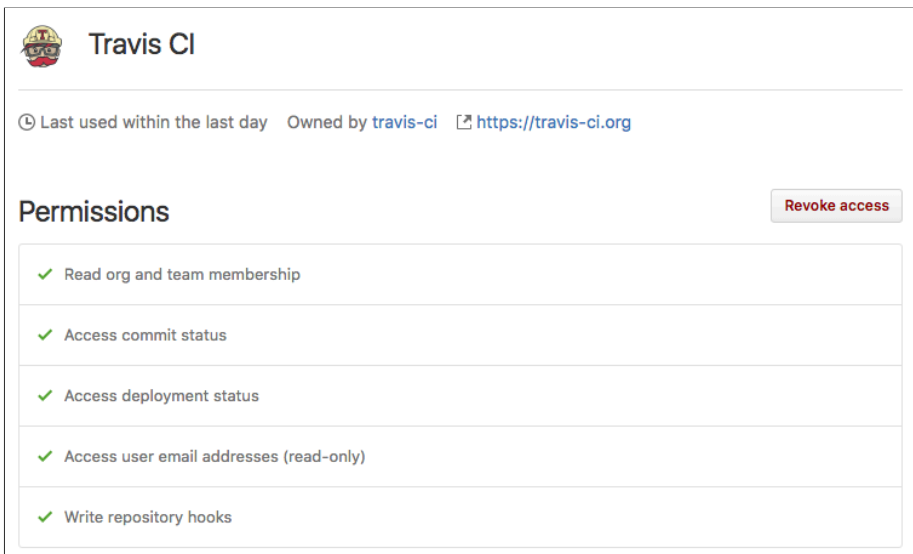 Travis CI
Last used within the last day Owned by travis-ci https://travis-ci.org
Permissions
Revoke access
Read org and team membership
Access commit status
Access deployment status
Access user email addresses (read-only)
Write repository hooks